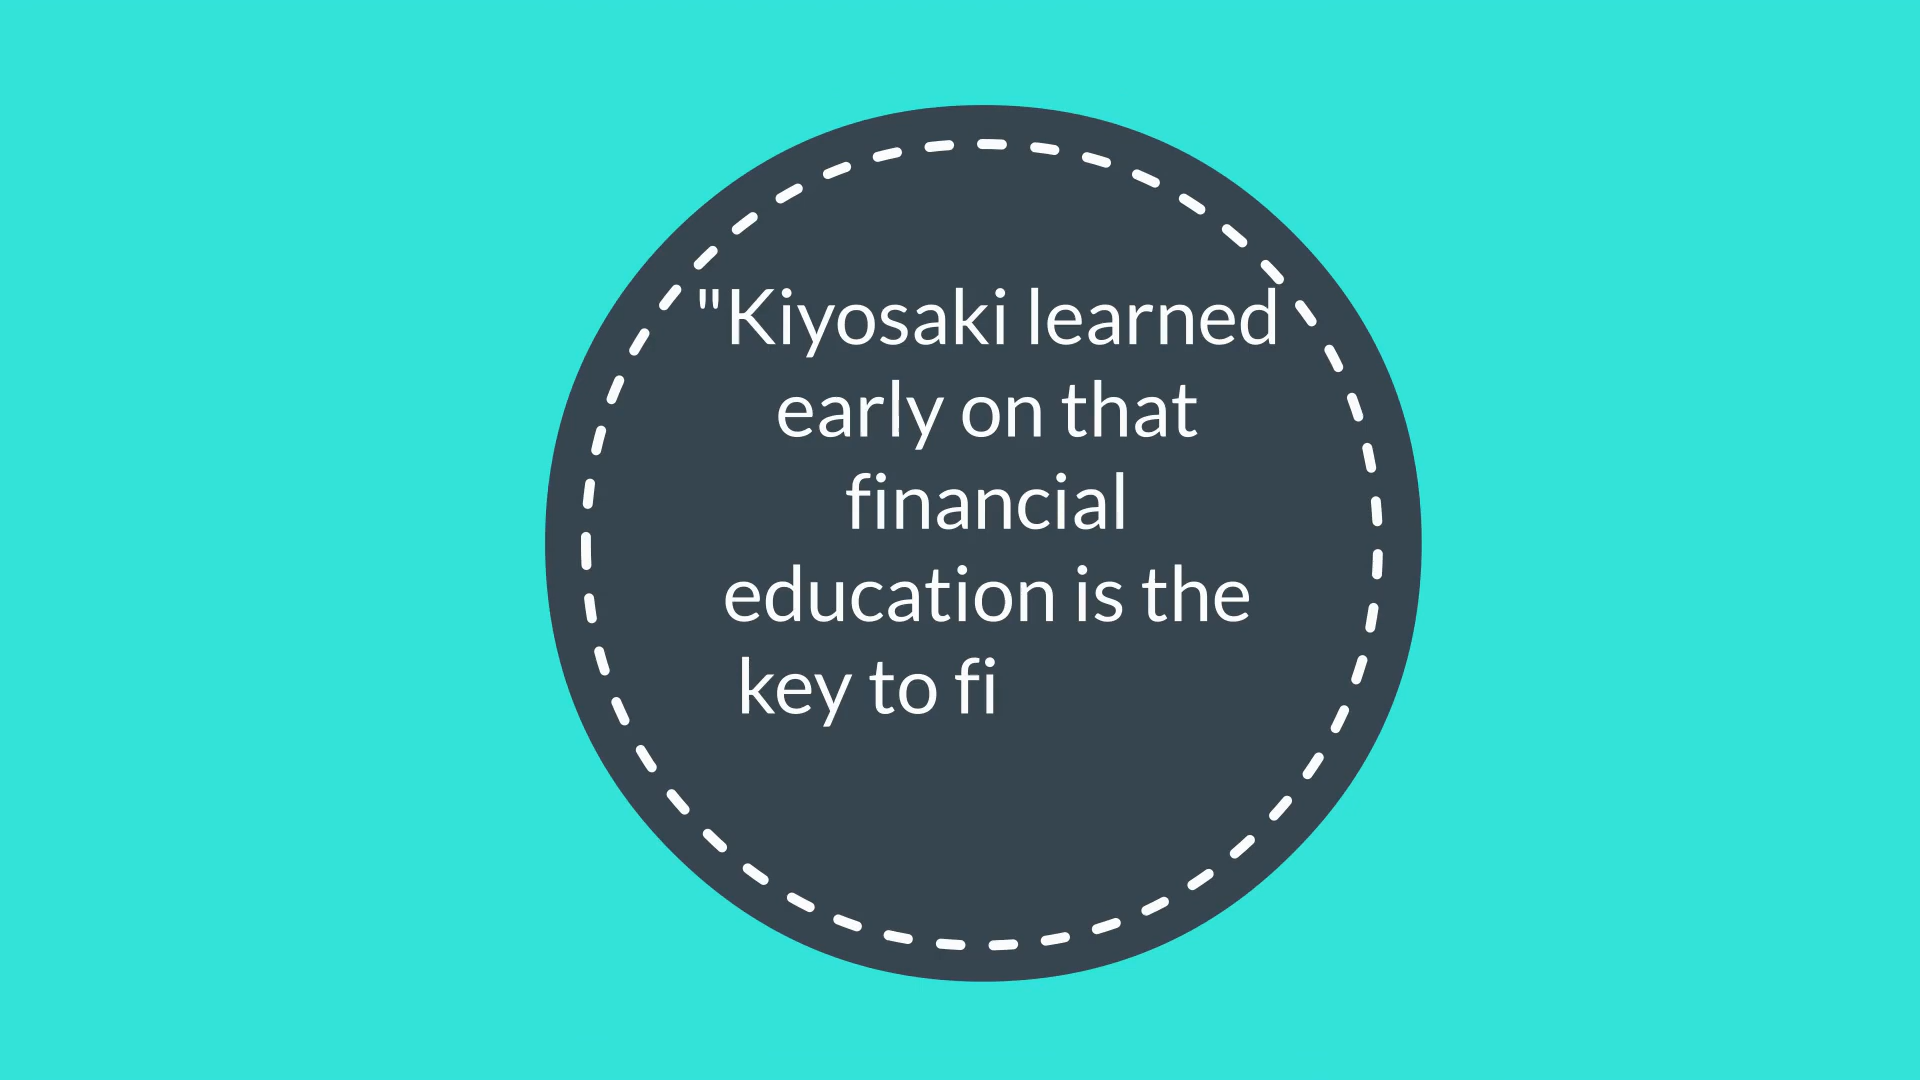 "Kiyosaki learned
early on that
financial
education is the
key to fi